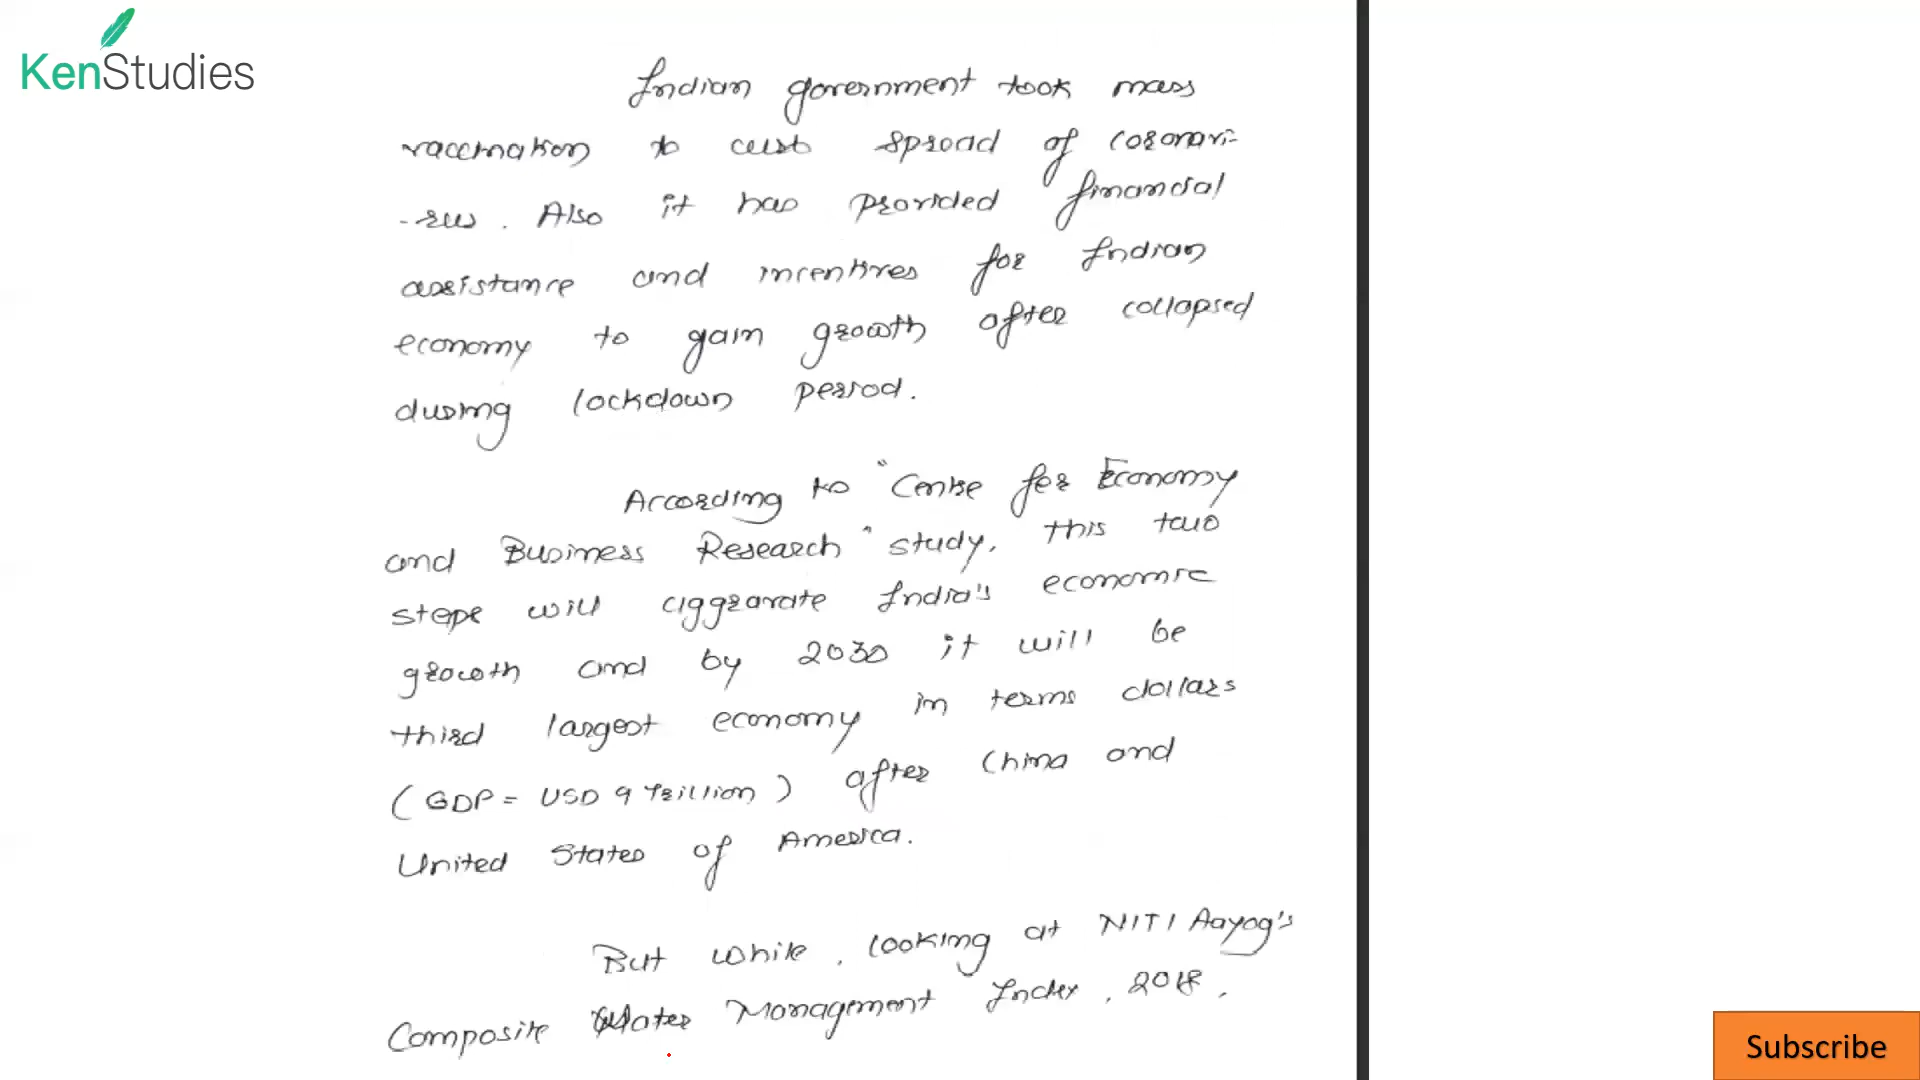 KenStudies
Indian government took mass
vaccination to curb spread of coronavi-
-rus. Also it has provided financial
assistance and incentives for Indian
economy to gain growth after collapsed
during lockdown period.
According to "Centre for Economy
and Business Research" study, this two
steps will aggravate India's economic
growth and by 2030 it will be
third largest economy in terms dollars
(GDP = USD 9 trillion) after China and
United States of America.
But while, looking at NITI Aayog's
Composite Water Management Index, 2018,
Subscribe